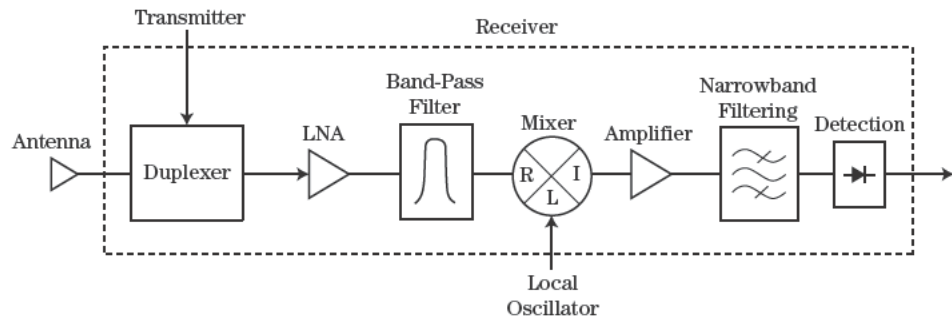 Transmitter
Receiver
Band-Pass
Filter
Narrowband
Filtering
Antenna
Duplexer
LNA
Mixer
R
I
L
Amplifier
Detection
Local
Oscillator